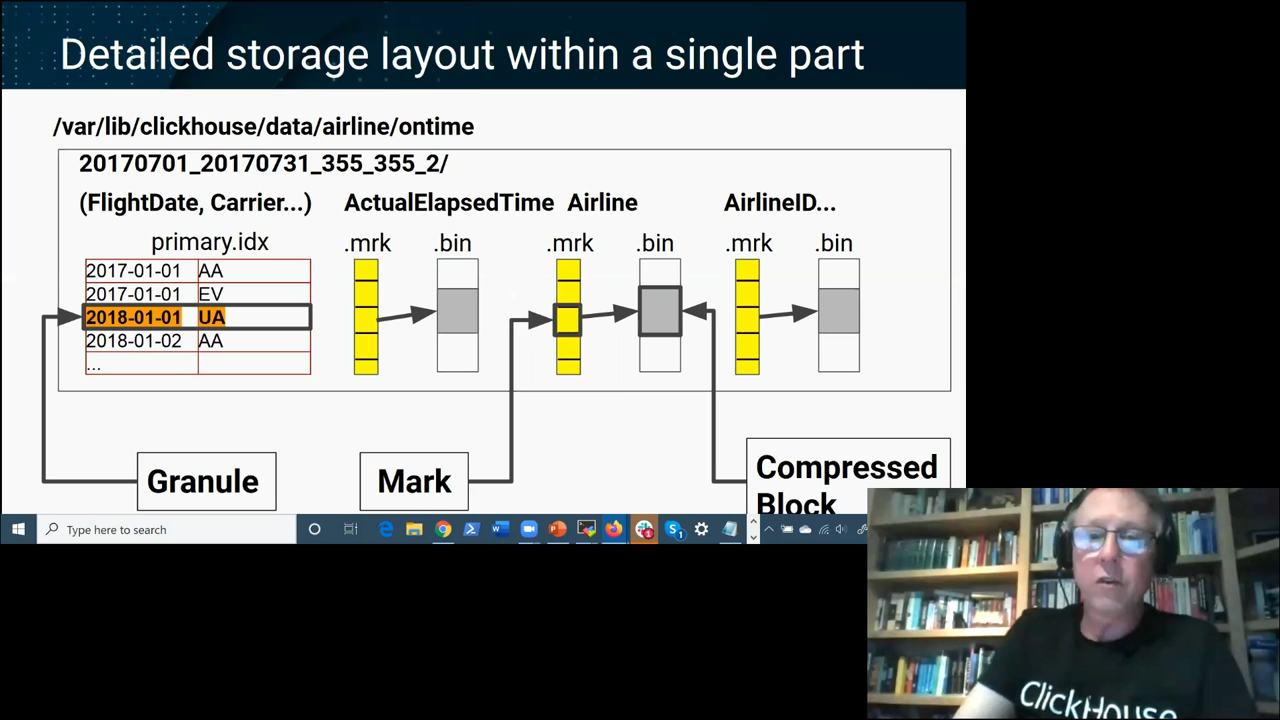 Detailed storage layout within a single part
/var/lib/clickhouse/data/airline/ontime
20170701_20170731_355_355_2/
(FlightDate, Carrier...) ActualElapsedTime Airline AirlineID...
primary.idx .mrk .bin .mrk .bin .mrk .bin
2017-01-01 AA
2017-01-01 EV
2018-01-01 UA
2018-01-02 AA
...
Granule
Mark
Compressed
Block
Type here to search
ClickHouse